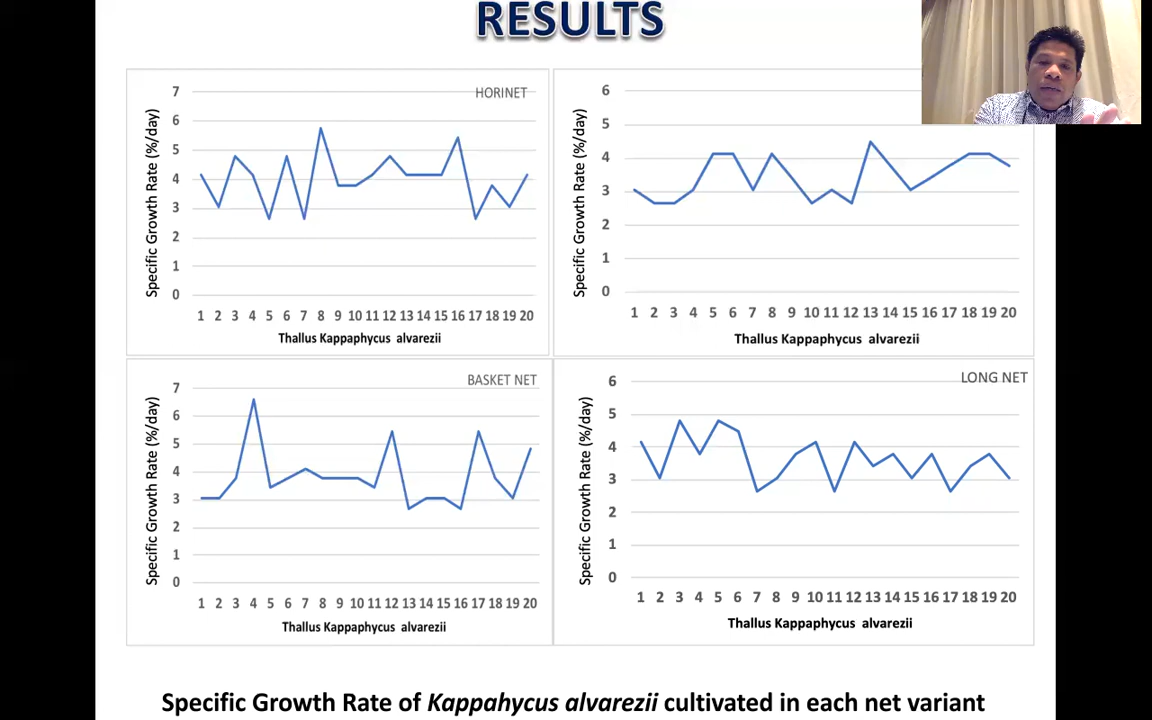 RESULTS
HORINET
Specific Growth Rate (%/day)
7
6
5
4
3
2
1
0
1 2 3 4 5 6 7 8 9 10 11 12 13 14 15 16 17 18 19 20
Thallus Kappaphycus alvarezii
Specific Growth Rate (%/day)
6
5
4
3
2
1
0
1 2 3 4 5 6 7 8 9 10 11 12 13 14 15 16 17 18 19 20
Thallus Kappaphycus alvarezii
BASKET NET
Specific Growth Rate (%/day)
7
6
5
4
3
2
1
0
1 2 3 4 5 6 7 8 9 10 11 12 13 14 15 16 17 18 19 20
Thallus Kappaphycus alvarezii
LONG NET
Specific Growth Rate (%/day)
6
5
4
3
2
1
0
1 2 3 4 5 6 7 8 9 10 11 12 13 14 15 16 17 18 19 20
Thallus Kappaphycus alvarezii
Specific Growth Rate of Kappahycus alvarezii cultivated in each net variant